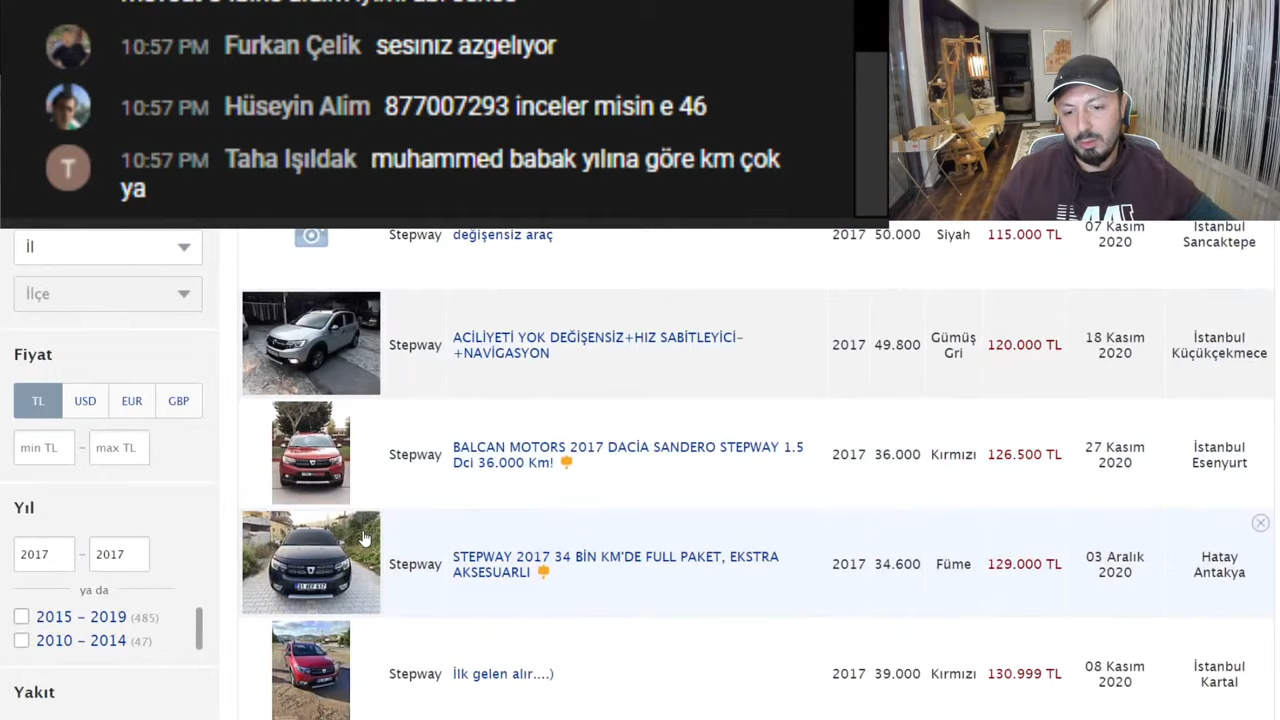 10:57 PM Furkan Çelik sesınız azgelıyor
10:57 PM Hüseyin Alim 877007293 inceler misin e 46
T 10:57 PM Taha Işıldak muhammed babak yılına göre km çok
ya
İl
İlçe
Fiyat
TL USD EUR GBP
min TL – max TL
Yıl
2017 – 2017
ya da
2015 – 2019 (485)
2010 – 2014 (47)
Yakıt
Stepway değişensiz araç 2017 50.000 Siyah 115.000 TL 07 Kasım
2020
İstanbul
Sancaktepe
Stepway ACİLİYETİ YOK DEĞİŞENSİZ+HIZ SABİTLEYİCİ-
+NAVİGASYON
2017 49.800 Gümüş
Gri
120.000 TL 18 Kasım
2020
İstanbul
Küçükçekmece
Stepway BALCAN MOTORS 2017 DACİA SANDERO STEPWAY 1.5
Dci 36.000 Km!
2017 36.000 Kırmızı 126.500 TL 27 Kasım
2020
İstanbul
Esenyurt
Stepway STEPWAY 2017 34 BİN KM'DE FULL PAKET, EKSTRA
AKSESUARLI
2017 34.600 Füme 129.000 TL 03 Aralık
2020
Hatay
Antakya
Stepway İlk gelen alır....) 2017 39.000 Kırmızı 130.999 TL 08 Kasım
2020
İstanbul
Kartal